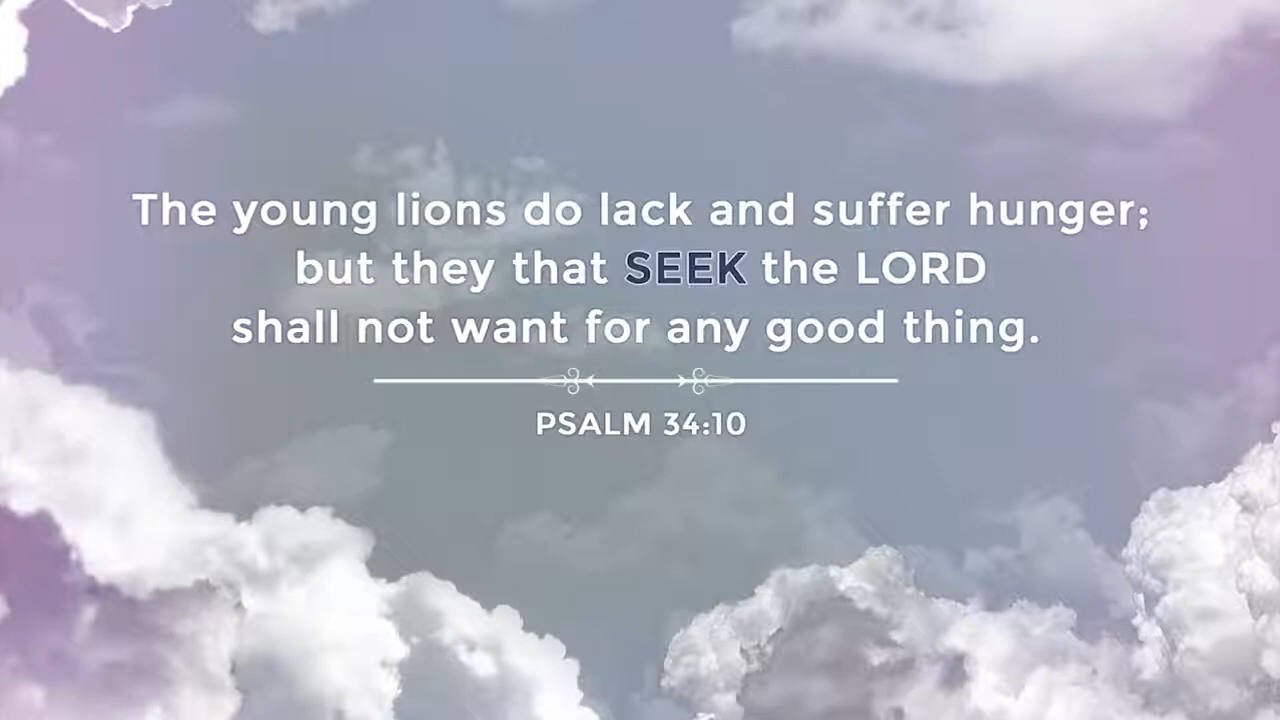 The young lions do lack and suffer hunger;
but they that SEEK the LORD
shall not want for any good thing.
PSALM 34:10